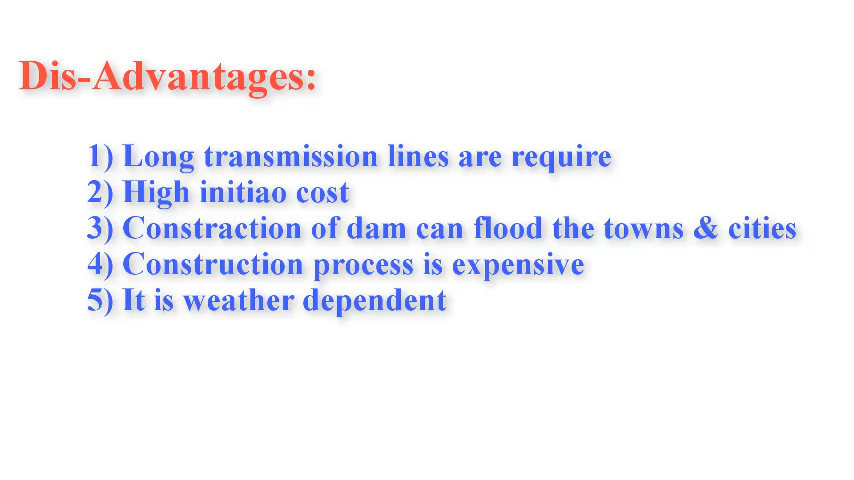 Dis-Advantages:
1) Long transmission lines are require
2) High initiao cost
3) Constraction of dam can flood the towns & cities
4) Construction process is expensive
5) It is weather dependent